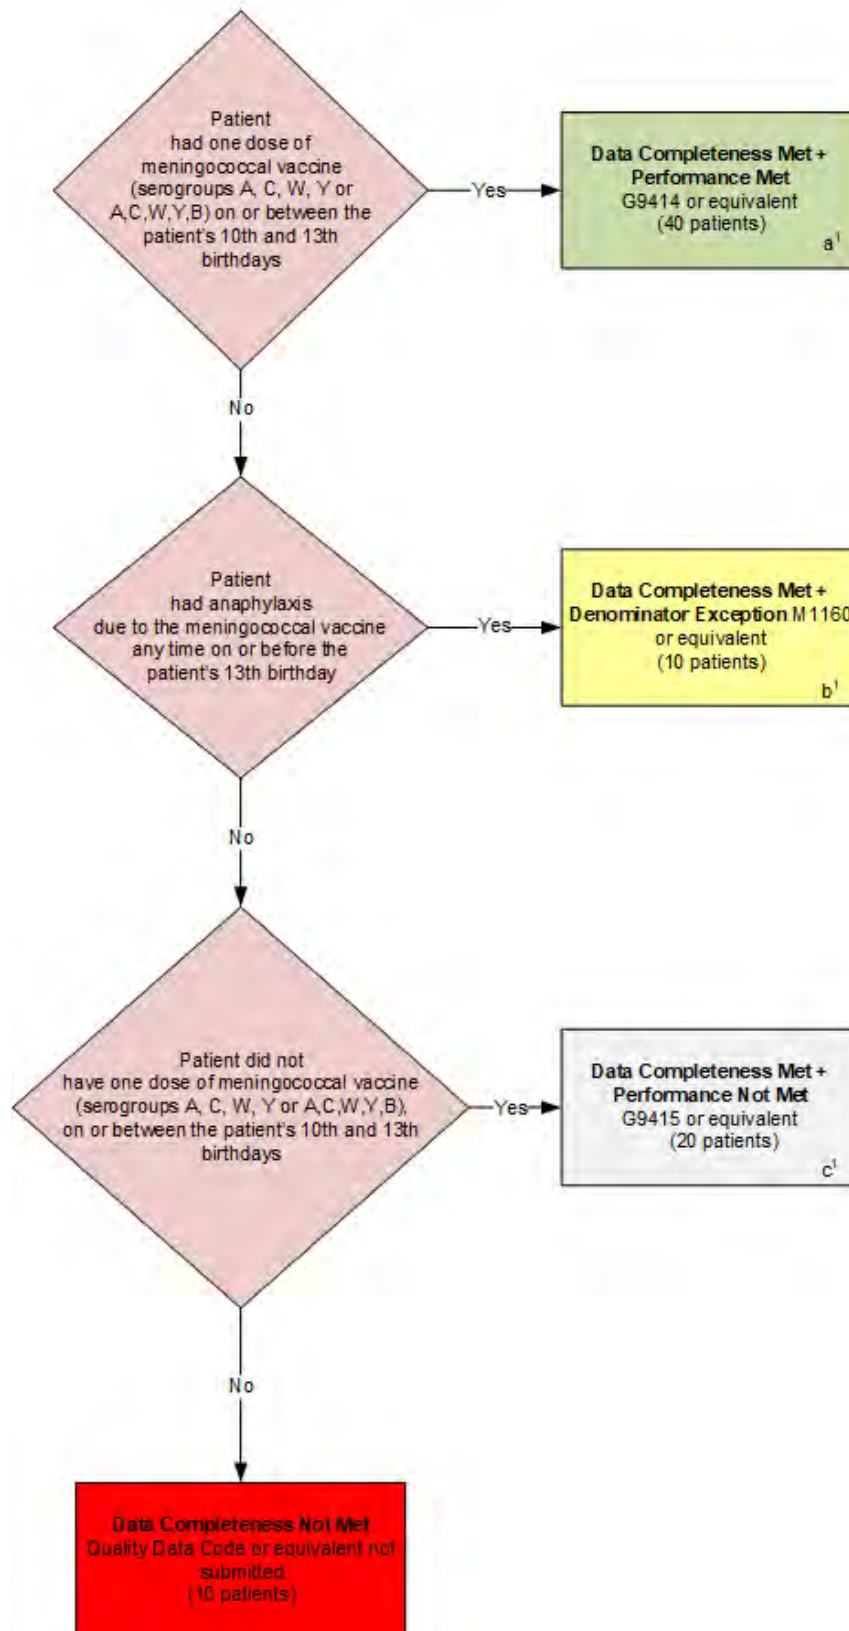 Patient
had one dose of
meningococcal vaccine
(serogroups A, C, W, Y or
A,C,W,Y,B) on or between the
patient's 10th and 13th
birthdays
Yes
Data Completeness Met +
Performance Met
G9414 or equivalent
(40 patients)
a¹
No
Patient
had anaphylaxis
due to the meningococcal vaccine
any time on or before the
patient's 13th birthday
Yes
Data Completeness Met +
Denominator Exception M1160
or equivalent
(10 patients)
b¹
No
Patient did not
have one dose of meningococcal vaccine
(serogroups A, C, W, Y or A,C,W,Y,B),
on or between the patient's 10th and 13th
birthdays
Yes
Data Completeness Met +
Performance Not Met
G9415 or equivalent
(20 patients)
c¹
No
Data Completeness Not Met
Quality Data Code or equivalent not
submitted
(10 patients)